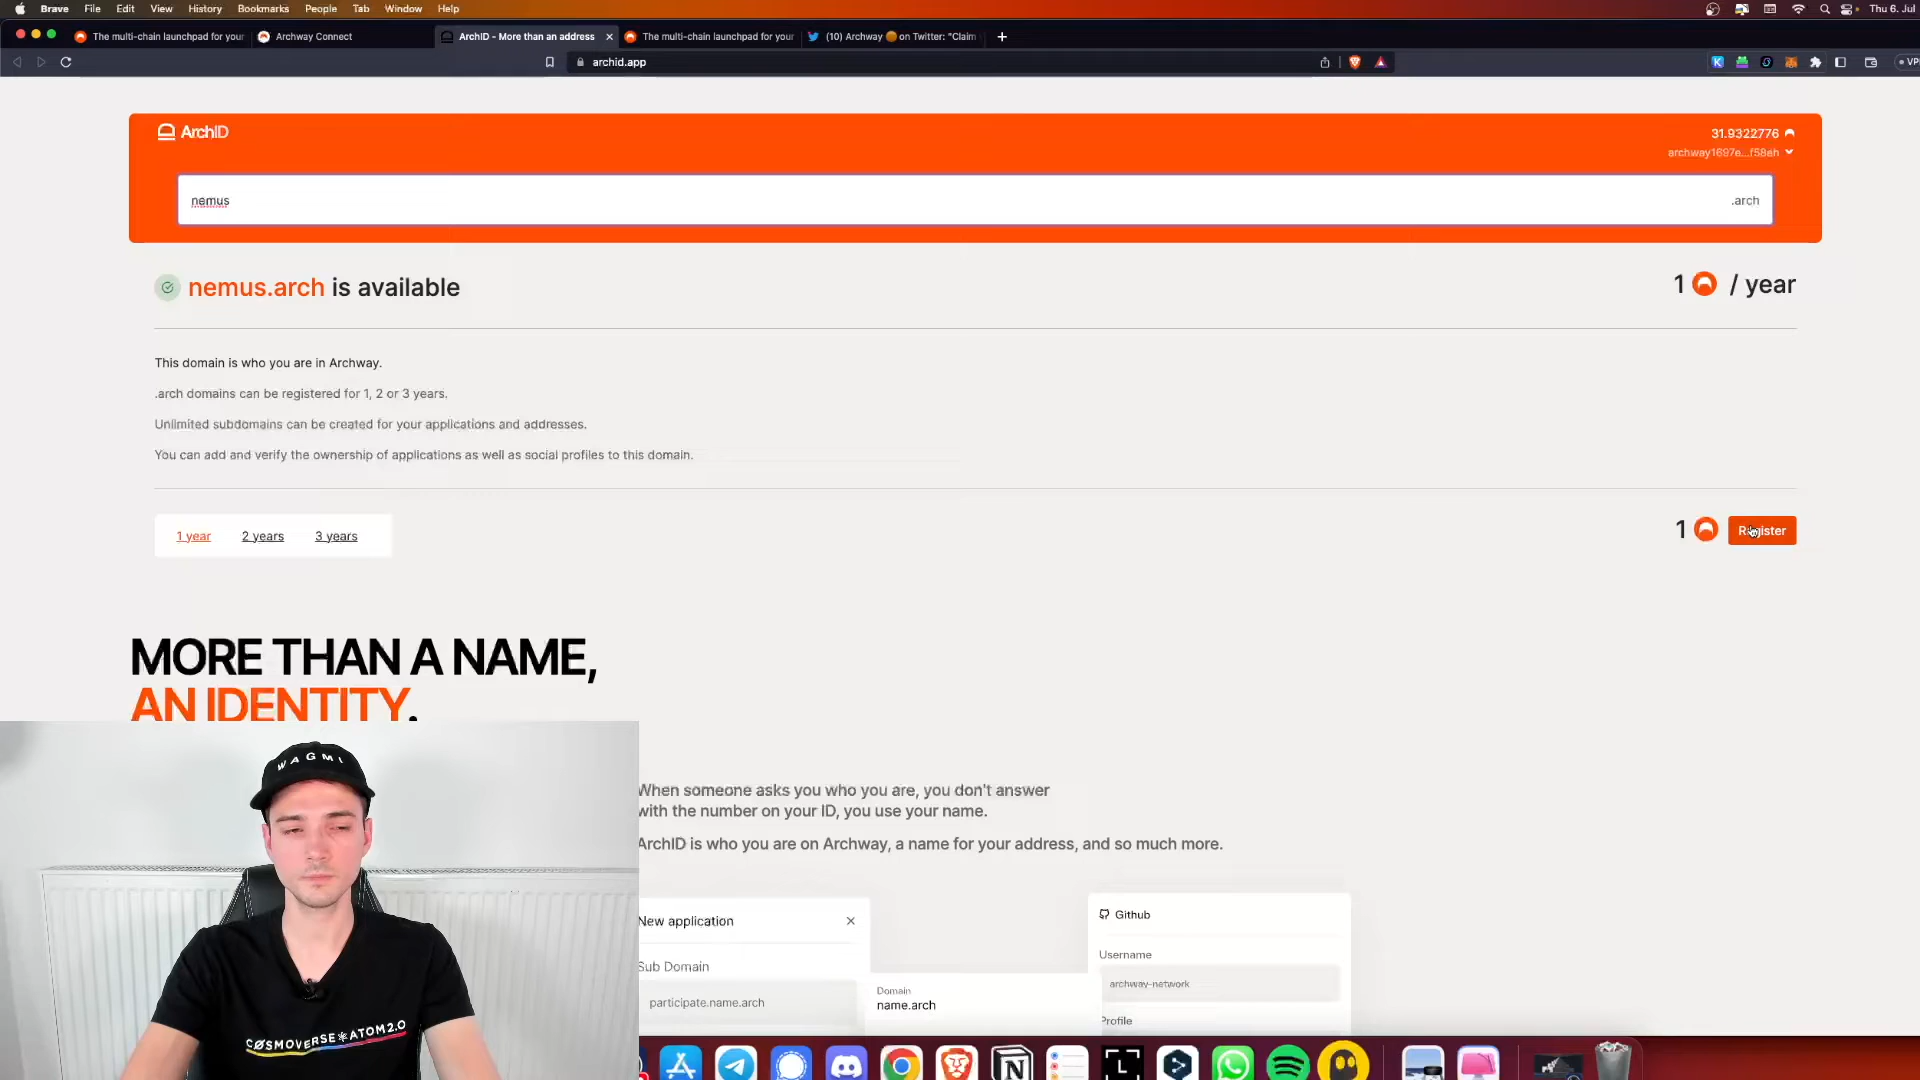 Brave File Edit View History Bookmarks People Tab Window Help Thu 6. Jul
The multi-chain launchpad for your Archway Connect ArchID - More than an address The multi-chain launchpad for your (10) Archway on Twitter: "Claim
archid.app VP
ArchID 31.9322776
archway1697e...f58eh
nemus .arch
nemus.arch is available 1 / year
This domain is who you are in Archway.
.arch domains can be registered for 1, 2 or 3 years.
Unlimited subdomains can be created for your applications and addresses.
You can add and verify the ownership of applications as well as social profiles to this domain.
1 year 2 years 3 years 1 Register
MORE THAN A NAME,
AN IDENTITY.
When someone asks you who you are, you don't answer
with the number on your ID, you use your name.
ArchID is who you are on Archway, a name for your address, and so much more.
New application
Sub Domain
participate.name.arch
Domain
name.arch
Github
Username
archway-network
Profile
WAGMI
COSMOVERSE ATOM2.0